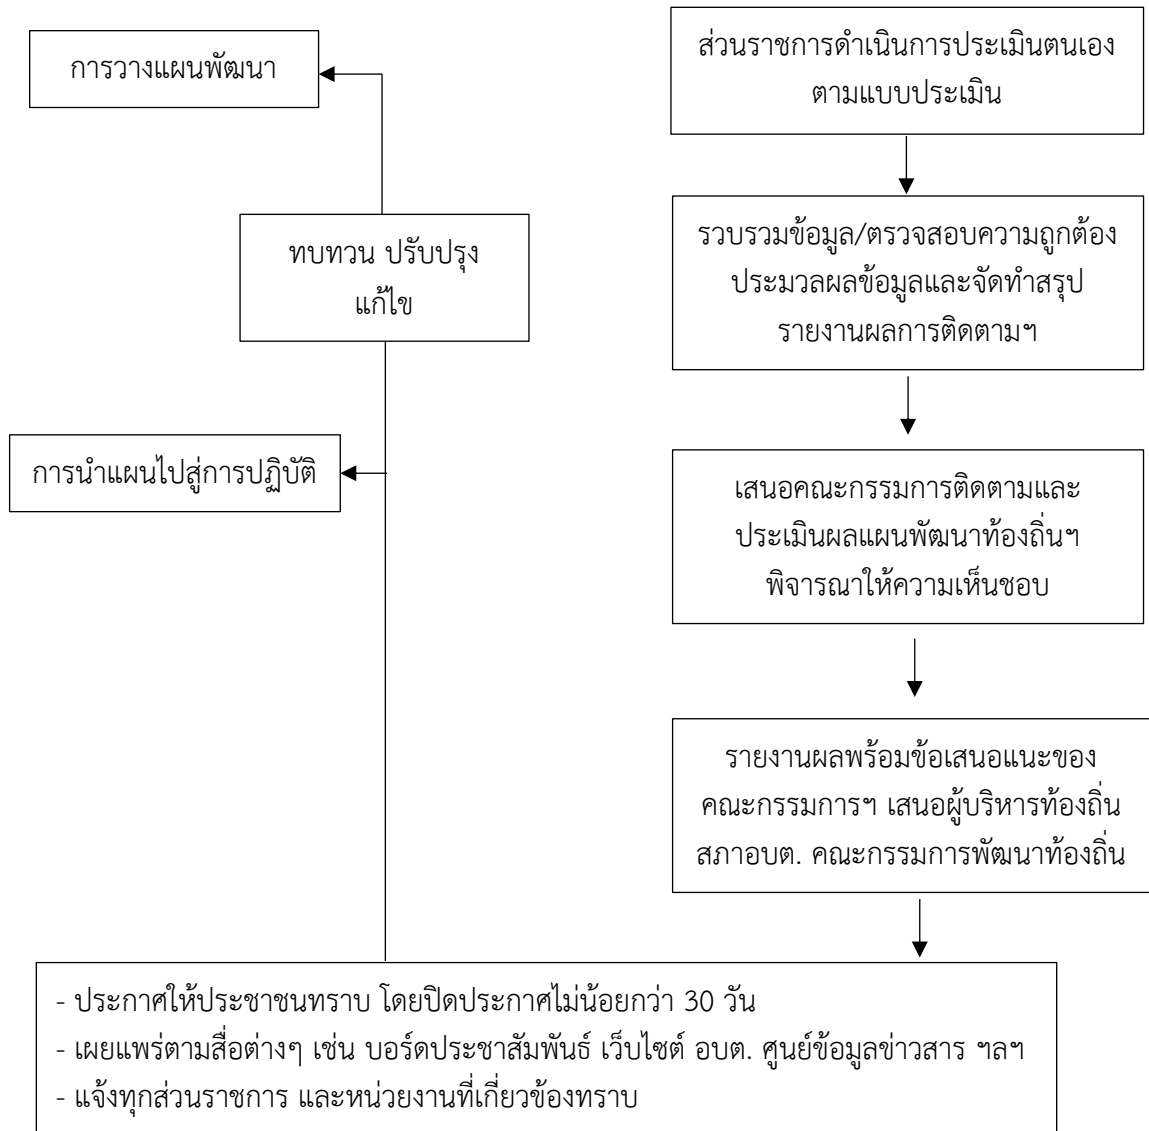 การวางแผนพัฒนา
ส่วนราชการดำเนินการประเมินตนเอง
ตามแบบประเมิน
ทบทวน ปรับปรุง
แก้ไข
รวบรวมข้อมูล/ตรวจสอบความถูกต้อง
ประมวลผลข้อมูลและจัดทำสรุป
รายงานผลการติดตามฯ
การนำแผนไปสู่การปฏิบัติ
เสนอคณะกรรมการติดตามและ
ประเมินผลแผนพัฒนาท้องถิ่นฯ
พิจารณาให้ความเห็นชอบ
รายงานผลพร้อมข้อเสนอแนะของ
คณะกรรมการฯ เสนอผู้บริหารท้องถิ่น
สภาอบต. คณะกรรมการพัฒนาท้องถิ่น
- ประกาศให้ประชาชนทราบ โดยปิดประกาศไม่น้อยกว่า 30 วัน
- เผยแพร่ตามสื่อต่างๆ เช่น บอร์ดประชาสัมพันธ์ เว็บไซต์ อบต. ศูนย์ข้อมูลข่าวสาร ฯลฯ
- แจ้งทุกส่วนราชการ และหน่วยงานที่เกี่ยวข้องทราบ